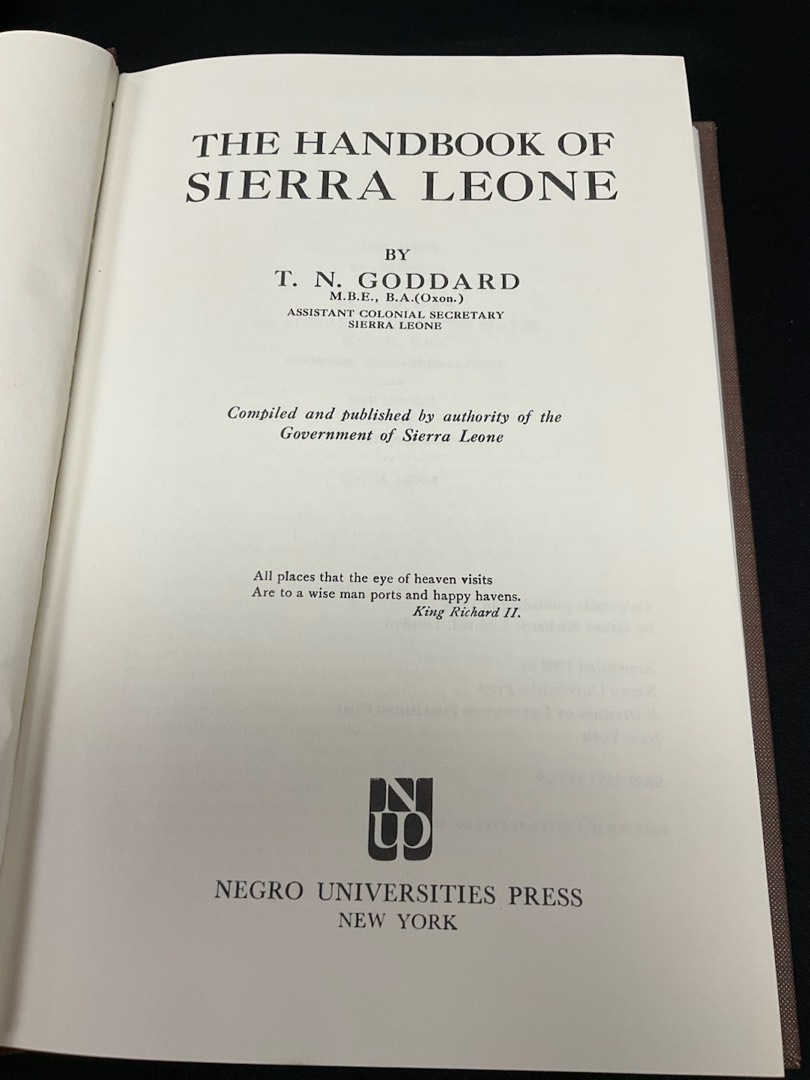 THE HANDBOOK OF
SIERRA LEONE
BY
T. N. GODDARD
M.B.E., B.A.(Oxon.)
ASSISTANT COLONIAL SECRETARY
SIERRA LEONE
Compiled and published by authority of the
Government of Sierra Leone
All places that the eye of heaven visits
Are to a wise man ports and happy havens.
King Richard II.
NUP
NEGRO UNIVERSITIES PRESS
NEW YORK